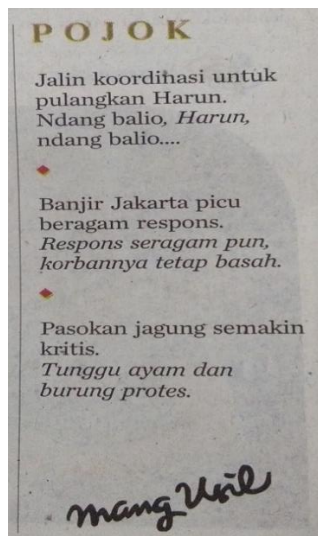 POJOK
Jalin koordinasi untuk
pulangkan Harun.
Ndang balio, Harun,
ndang balio....
Banjir Jakarta picu
beragam respons.
Respons seragam pun,
korbannya tetap basah.
Pasokan jagung semakin
kritis.
Tunggu ayam dan
burung protes.
mang Usil